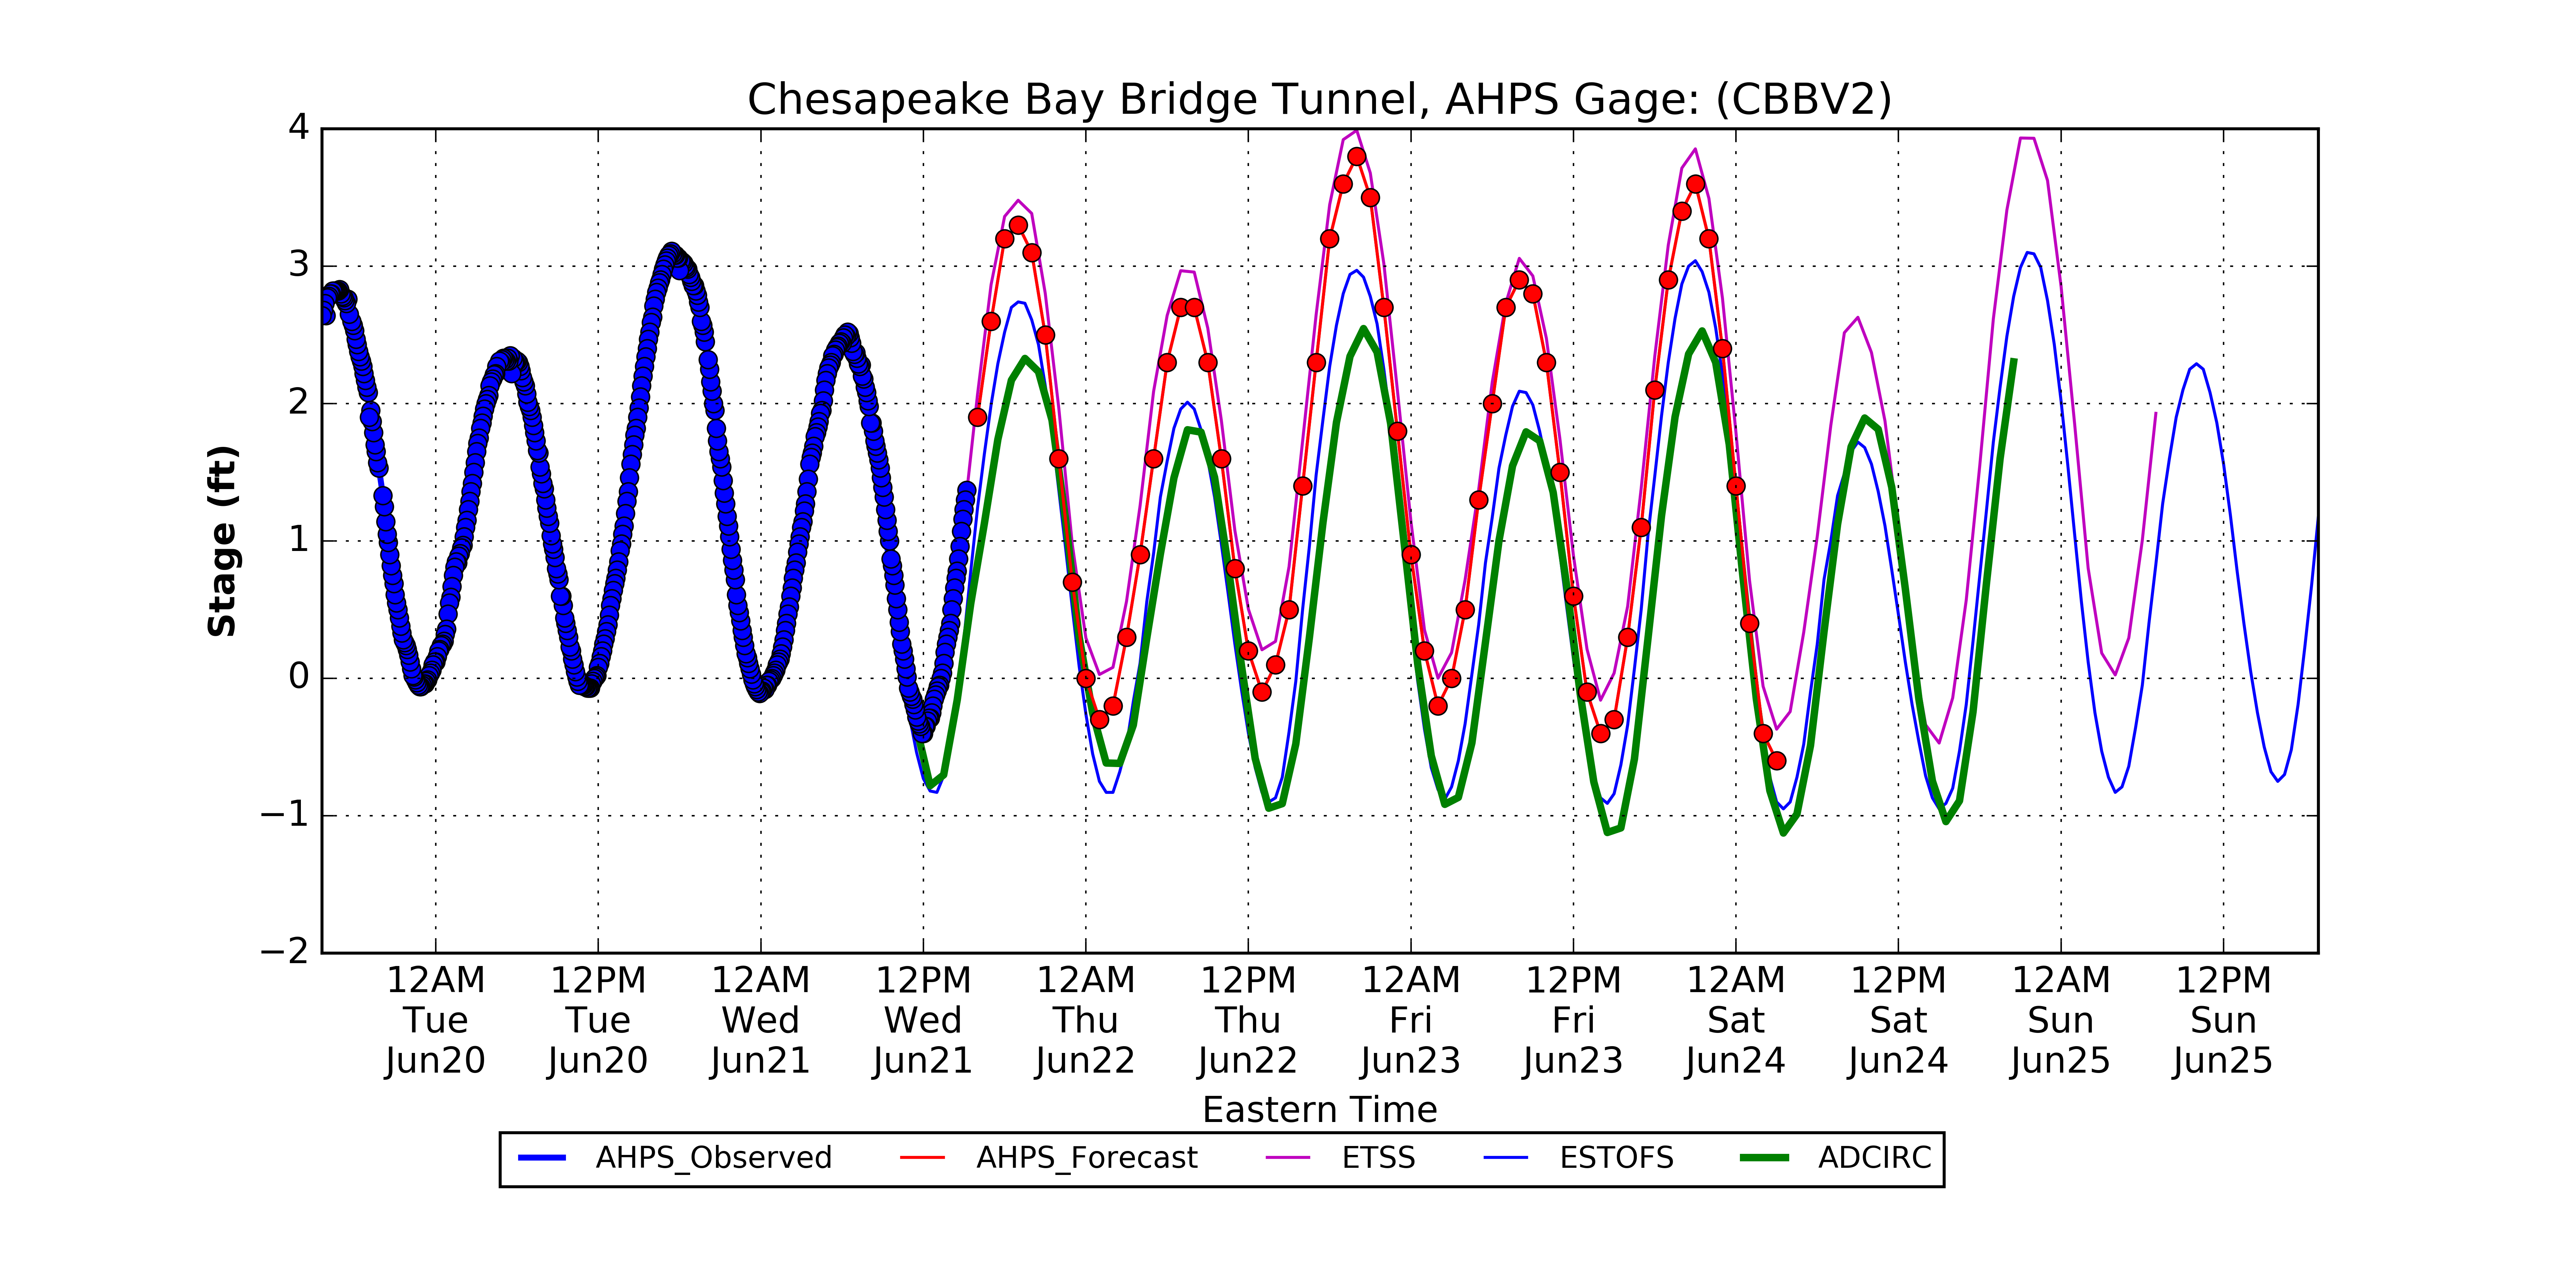 Chesapeake Bay Bridge Tunnel, AHPS Gage: (CBBV2)
4
3
2
1
0
−1
−2
Stage (ft)
12AM 12PM 12AM 12PM 12AM 12PM 12AM 12PM 12AM 12PM 12AM 12PM
Tue Tue Wed Wed Thu Thu Fri Fri Sat Sat Sun Sun
Jun20 Jun20 Jun21 Jun21 Jun22 Jun22 Jun23 Jun23 Jun24 Jun24 Jun25 Jun25
Eastern Time
AHPS_Observed AHPS_Forecast ETSS ESTOFS ADCIRC